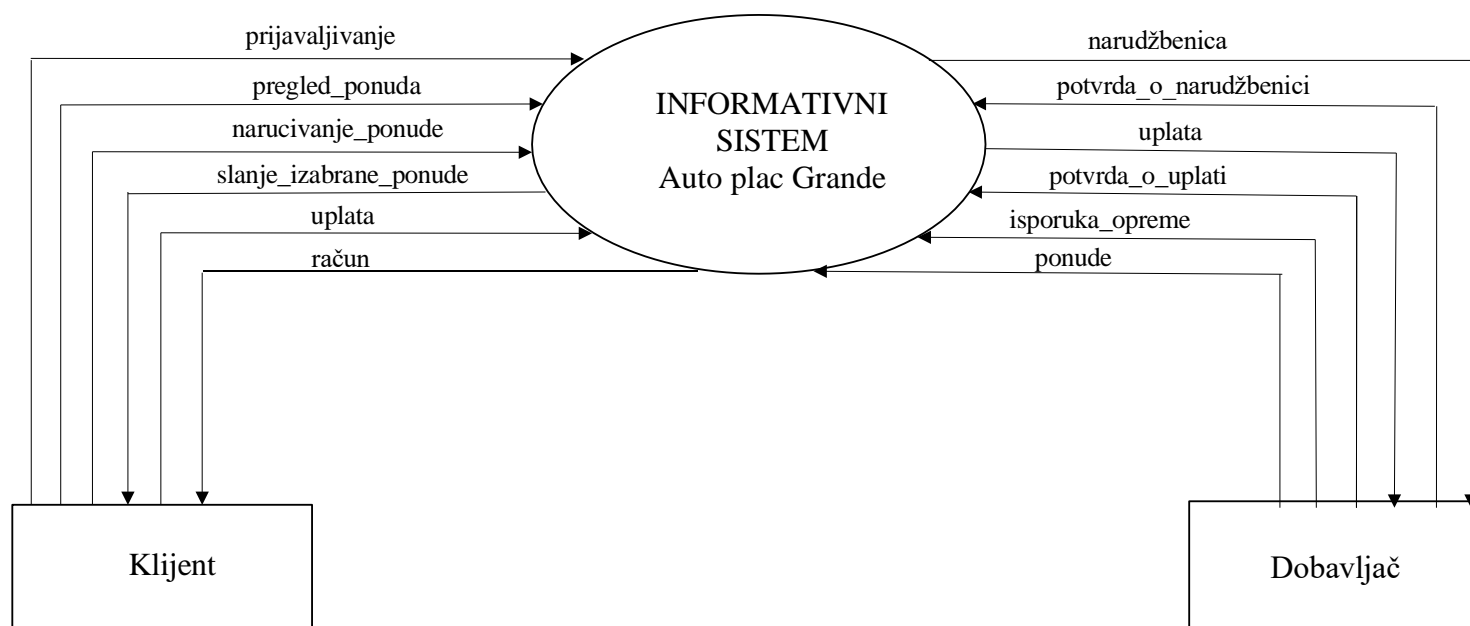 prijavaljivanje
pregled_ponuda
narucivanje_ponude
slanje_izabrane_ponude
uplata
račun
INFORMATIVNI
SISTEM
Auto plac Grande
narudžbenica
potvrda_o_narudžbenici
uplata
potvrda_o_uplati
isporuka_opreme
ponude
Klijent
Dobavljač